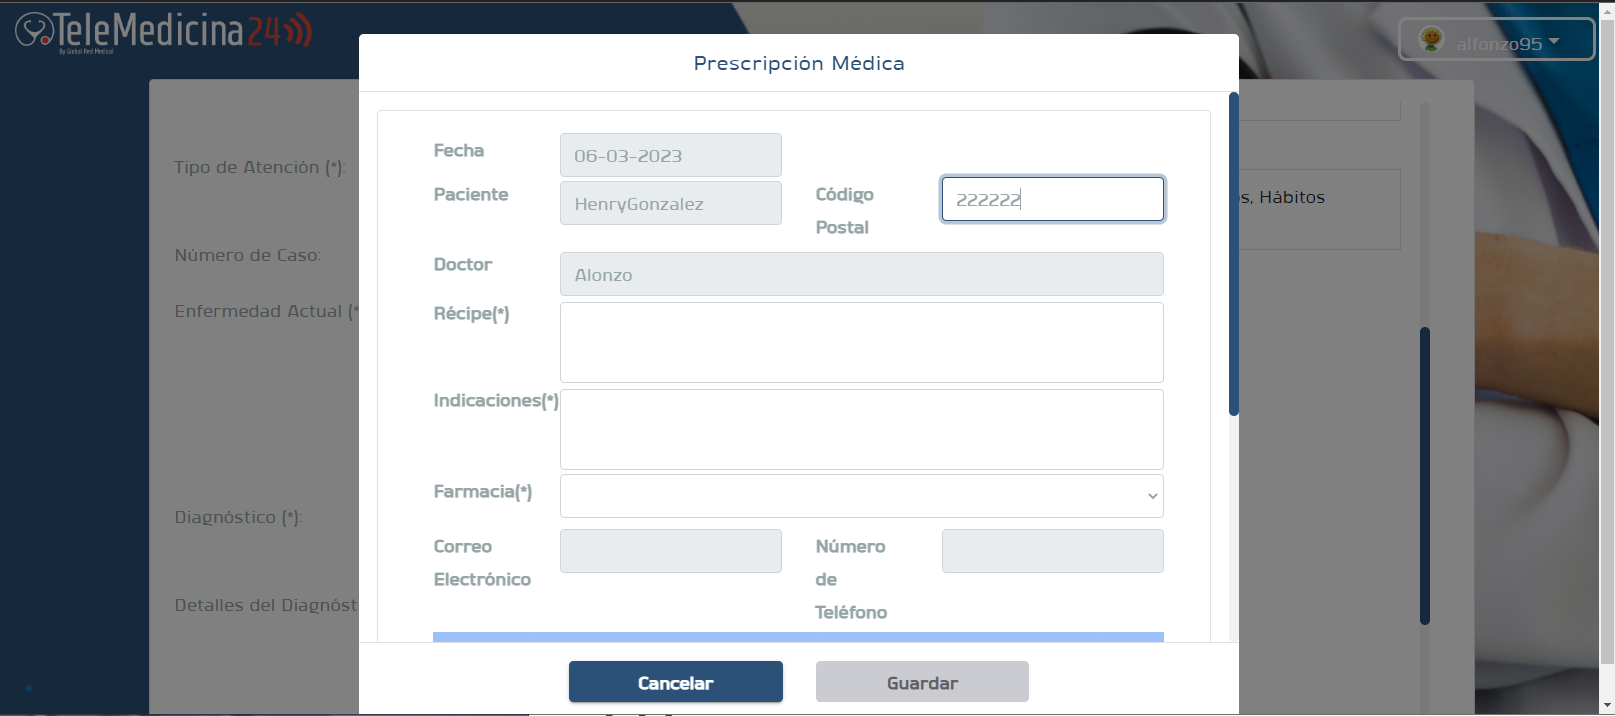 TeleMedicina24
By Global Red Medical
alfonzo95
Prescripción Médica
Tipo de Atención (*):
Número de Caso:
Enfermedad Actual (*
Diagnóstico (*):
Detalles del Diagnóst
s, Hábitos
Fecha
06-03-2023
Paciente
HenryGonzalez
Código
Postal
222222
Doctor
Alonzo
Récipe(*)
Indicaciones(*)
Farmacia(*)
Correo
Electrónico
Número
de
Teléfono
Cancelar
Guardar